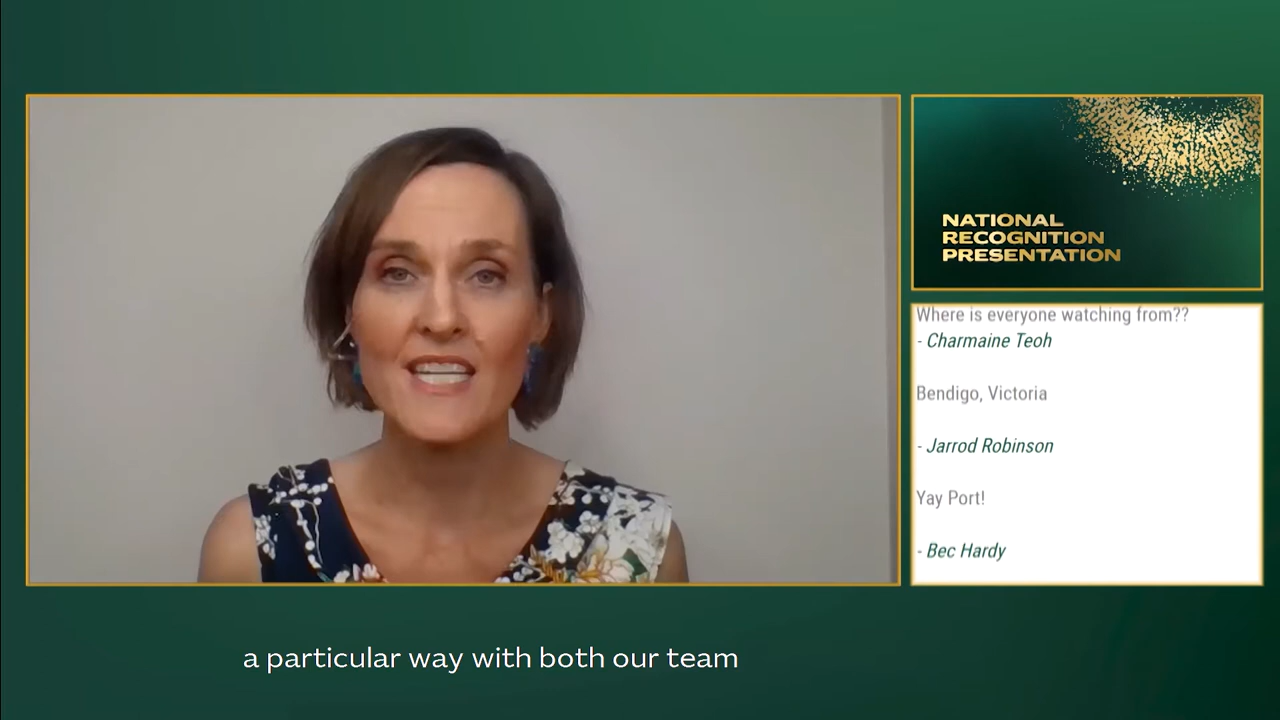 NATIONAL
RECOGNITION
PRESENTATION
Where is everyone watching from??
- Charmaine Teoh
Bendigo, Victoria
- Jarrod Robinson
Yay Port!
- Bec Hardy
a particular way with both our team